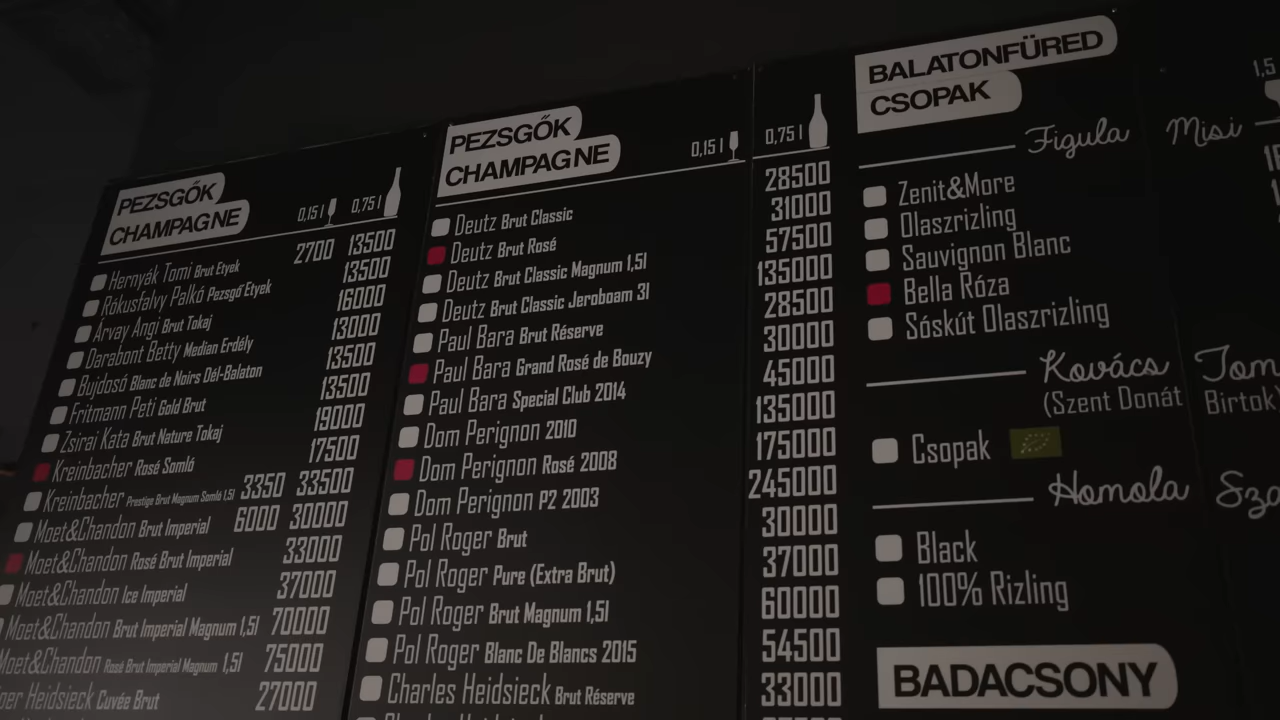 PEZSGŐK
CHAMPAGNE
0,15 l 0,75 l
Hernyák Tomi Brut Etyek 2700 13500
Rókusfalvy Palkó Pezsgő Etyek 13500
Árvay Angi Brut Tokaj 16000
Darabont Betty Median Erdély 13000
Bujdosó Blanc de Noirs Dél-Balaton 13500
Fritmann Peti Gold Brut 13500
Zsirai Kata Brut Nature Tokaj 19000
Kreinbacher Rosé Somló 17500
Kreinbacher Prestige Brut Magnum Somló 1,5l 3350 33500
Moet&Chandon Brut Imperial 6000 30000
Moet&Chandon Rosé Brut Imperial 33000
Moet&Chandon Ice Imperial 37000
Moet&Chandon Brut Imperial Magnum 1,5l 70000
Moet&Chandon Rosé Brut Imperial Magnum 1,5l 75000
Heidsieck Cuvée Brut 27000
PEZSGŐK
CHAMPAGNE
0,15 l 0,75 l
Deutz Brut Classic 28500
Deutz Brut Rosé 31000
Deutz Brut Classic Magnum 1,5l 57500
Deutz Brut Classic Jeroboam 3l 135000
Paul Bara Brut Réserve 28500
Paul Bara Grand Rosé de Bouzy 30000
Paul Bara Special Club 2014 45000
Dom Perignon 2010 135000
Dom Perignon Rosé 2008 175000
Dom Perignon P2 2003 245000
Pol Roger Brut 30000
Pol Roger Pure (Extra Brut) 37000
Pol Roger Brut Magnum 1,5l 60000
Pol Roger Blanc De Blancs 2015 54500
Charles Heidsieck Brut Réserve 33000
BALATONFÜRED
CSOPAK
1,5
Figula Misi
Zenit&More
Olaszrizling
Sauvignon Blanc
Bella Róza
Sóskút Olaszrizling
Kovács Tom
(Szent Donát Birtok)
Csopak
Homola
Black
100% Rizling
BADACSONY